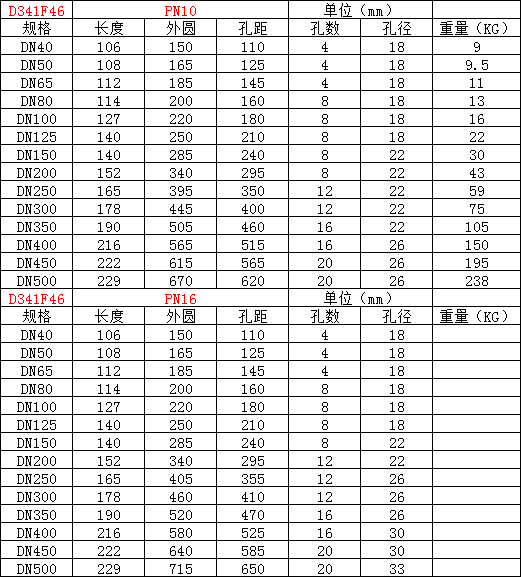 D341F46 PN10 单位（mm）
规格 长度 外圆 孔距 孔数 孔径 重量（KG）
DN40 106 150 110 4 18 9
DN50 108 165 125 4 18 9.5
DN65 112 185 145 4 18 11
DN80 114 200 160 8 18 13
DN100 127 220 180 8 18 16
DN125 140 250 210 8 18 22
DN150 140 285 240 8 22 30
DN200 152 340 295 8 22 43
DN250 165 395 350 12 22 59
DN300 178 445 400 12 22 75
DN350 190 505 460 16 22 105
DN400 216 565 515 16 26 150
DN450 222 615 565 20 26 195
DN500 229 670 620 20 26 238
D341F46 PN16 单位（mm）
规格 长度 外圆 孔距 孔数 孔径 重量（KG）
DN40 106 150 110 4 18
DN50 108 165 125 4 18
DN65 112 185 145 4 18
DN80 114 200 160 8 18
DN100 127 220 180 8 18
DN125 140 250 210 8 18
DN150 140 285 240 8 22
DN200 152 340 295 12 22
DN250 165 405 355 12 26
DN300 178 460 410 12 26
DN350 190 520 470 16 26
DN400 216 580 525 16 30
DN450 222 640 585 20 30
DN500 229 715 650 20 33